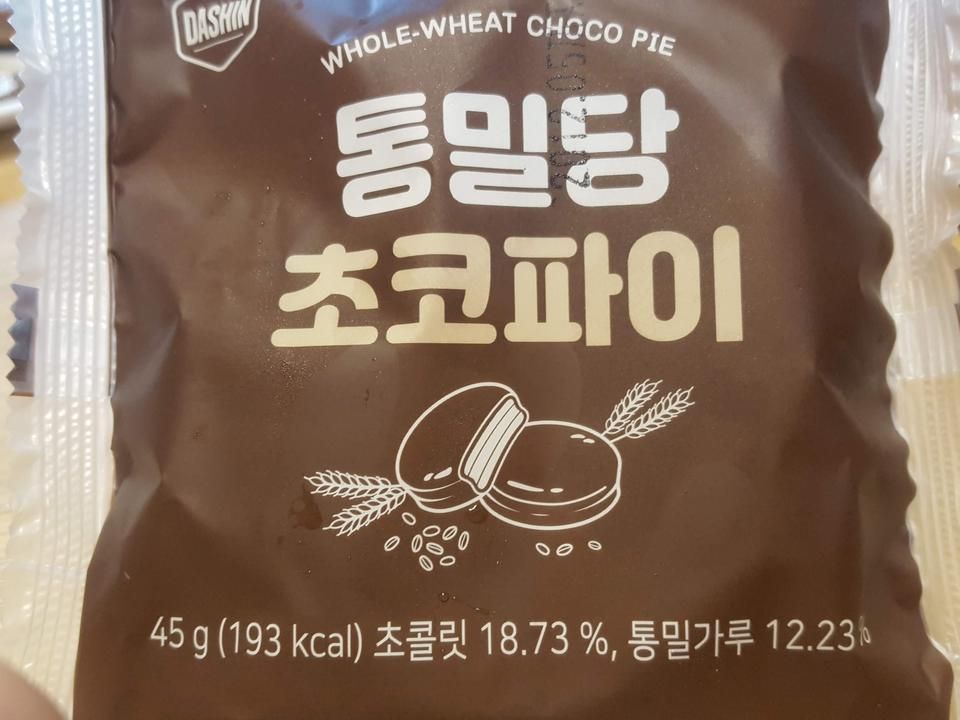 DASHIN
WHOLE-WHEAT CHOCO PIE
통밀당
초코파이
45 g (193 kcal) 초콜릿 18.73 %, 통밀가루 12.23%